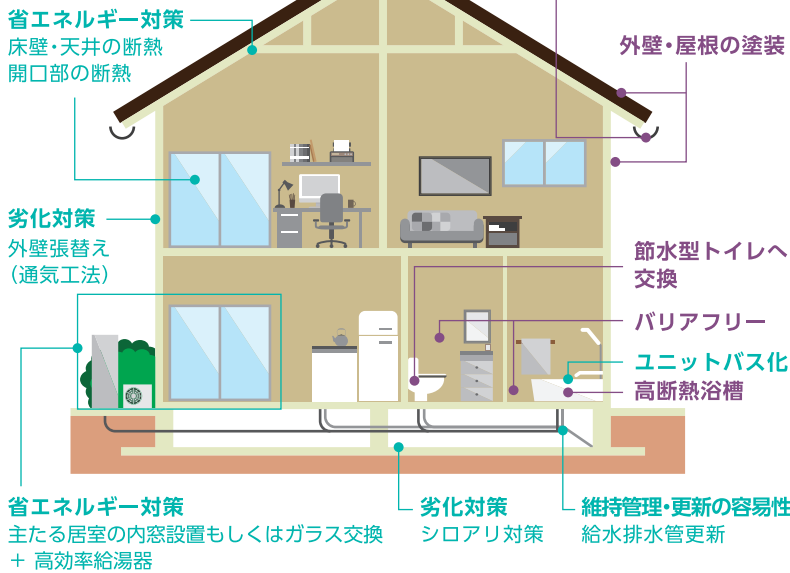 省エネルギー対策
床壁・天井の断熱
開口部の断熱
外壁・屋根の塗装
劣化対策
外壁張替え
（通気工法）
節水型トイレへ
交換
バリアフリー
ユニットバス化
高断熱浴槽
省エネルギー対策
主たる居室の内窓設置もしくはガラス交換
＋ 高効率給湯器
劣化対策
シロアリ対策
維持管理・更新の容易性
給水排水管更新